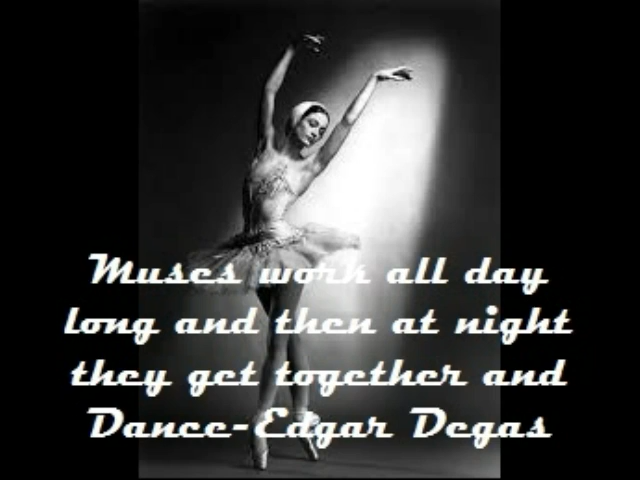 Muses work all day
long and then at night
they get together and
Dance-Edgar Degas